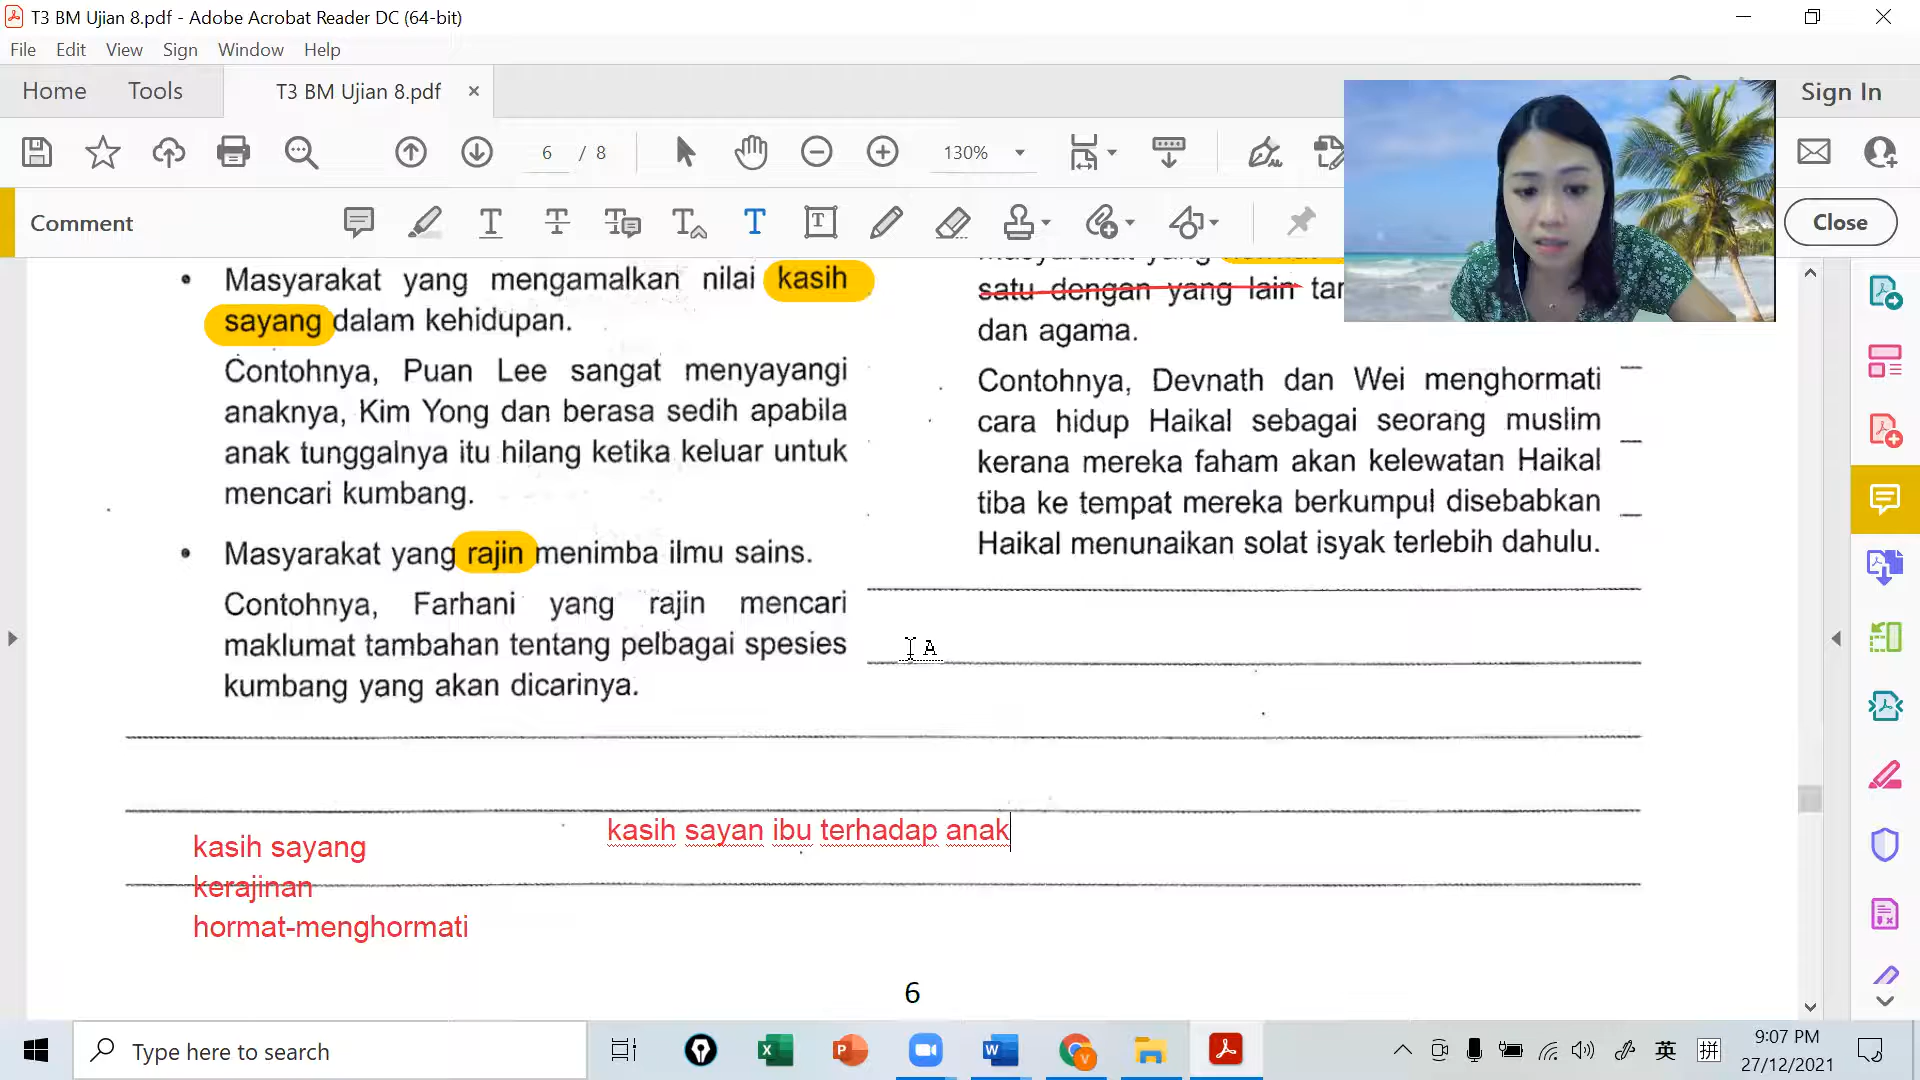 T3 BM Ujian 8.pdf - Adobe Acrobat Reader DC (64-bit)
File Edit View Sign Window Help
Home Tools T3 BM Ujian 8.pdf × Sign In
6 / 8 130%
Comment Close
• Masyarakat yang mengamalkan nilai kasih
sayang dalam kehidupan.
Contohnya, Puan Lee sangat menyayangi
anaknya, Kim Yong dan berasa sedih apabila
anak tunggalnya itu hilang ketika keluar untuk
mencari kumbang.
• Masyarakat yang rajin menimba ilmu sains.
Contohnya, Farhani yang rajin mencari
maklumat tambahan tentang pelbagai spesies
kumbang yang akan dicarinya.
satu dengan yang lain
dan agama.
Contohnya, Devnath dan Wei menghormati
cara hidup Haikal sebagai seorang muslim
kerana mereka faham akan kelewatan Haikal
tiba ke tempat mereka berkumpul disebabkan
Haikal menunaikan solat isyak terlebih dahulu.
kasih sayang
kerajinan
hormat-menghormati
kasih sayan ibu terhadap anak
6
Type here to search
英 拼
9:07 PM
27/12/2021